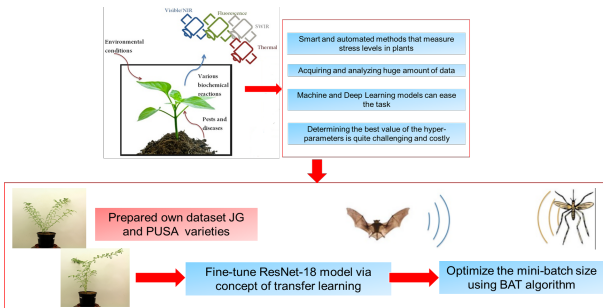 Visible/NIR
Fluorescence
SWIR
Thermal
Environmental
conditions
Various
biochemical
reactions
Pests and
diseases
Smart and automated methods that measure
stress levels in plants
Acquiring and analyzing huge amount of data
Machine and Deep Learning models can ease
the task
Determining the best value of the hyper-
parameters is quite challenging and costly
Prepared own dataset JG
and PUSA varieties
Fine-tune ResNet-18 model via
concept of transfer learning
Optimize the mini-batch size
using BAT algorithm